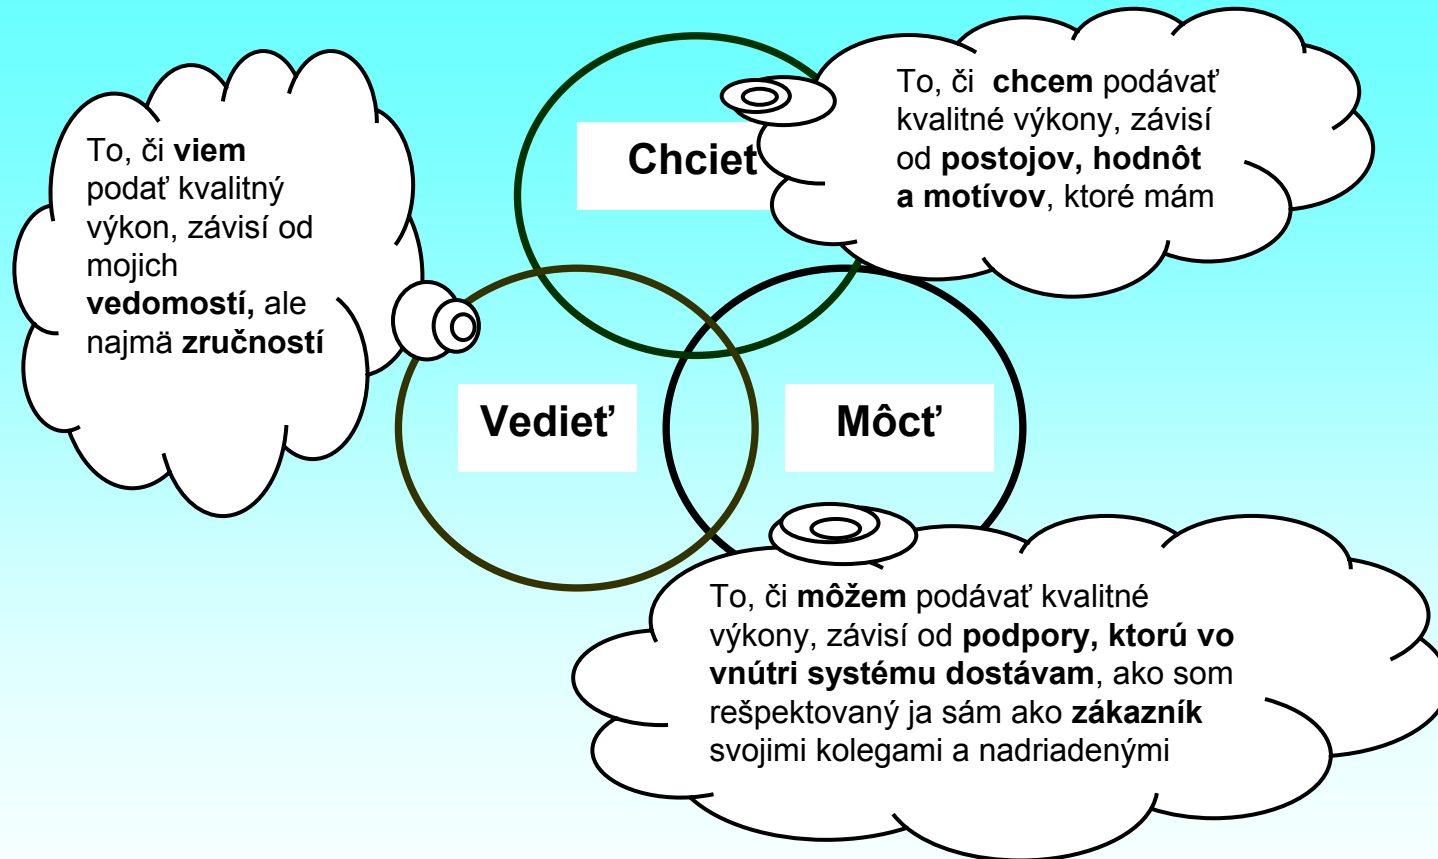 To, či viem
podať kvalitný
výkon, závisí od
mojich
vedomostí, ale
najmä zručností
Chcieť
To, či chcem podávať
kvalitné výkony, závisí
od postojov, hodnôt
a motívov, ktoré mám
Vedieť
Môcť
To, či môžem podávať kvalitné
výkony, závisí od podpory, ktorú vo
vnútri systému dostávam, ako som
rešpektovaný ja sám ako zákazník
svojimi kolegami a nadriadenými